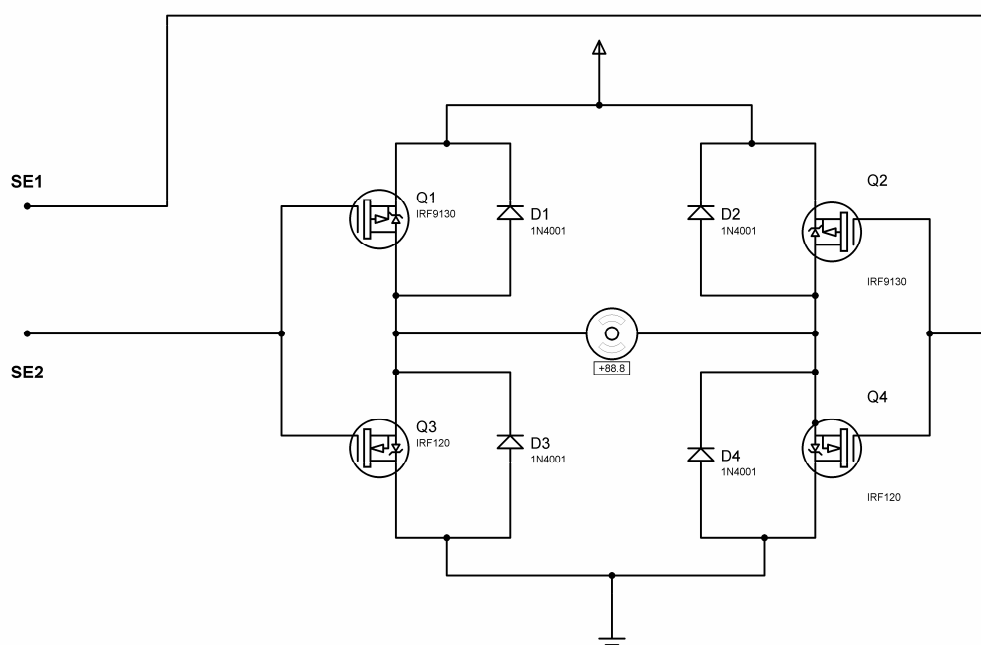 SE1
SE2
Q1
IRF9130
D1
1N4001
D2
1N4001
Q2
IRF9130
+88.8
Q3
IRF120
D3
1N4001
D4
1N4001
Q4
IRF120